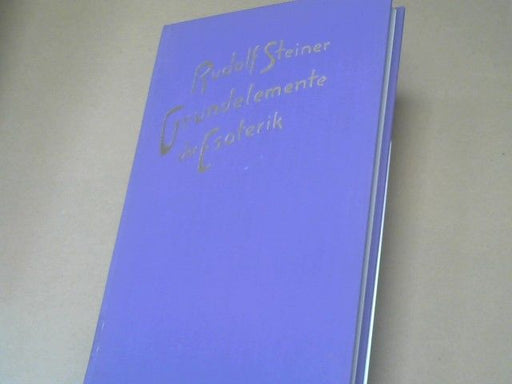 Rudolf Steiner
Grundelemente
der Esoterik